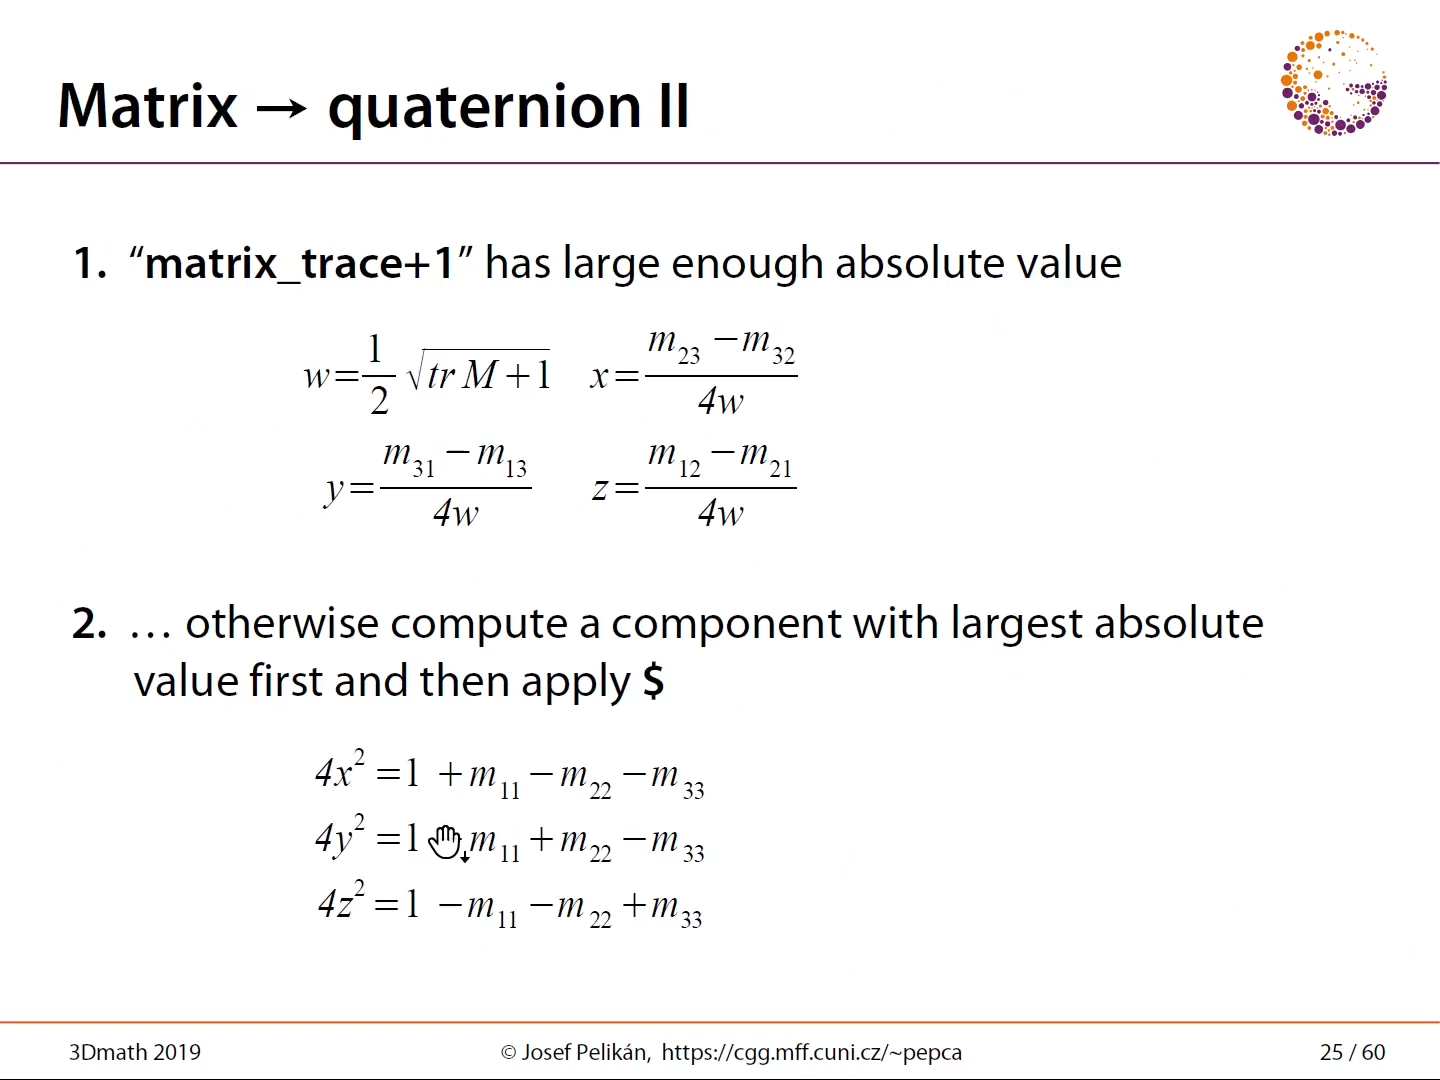 Matrix → quaternion II
1. “matrix_trace+1” has large enough absolute value
w = 1/2 √(tr M + 1)   x = (m₂₃ − m₃₂)/4w
y = (m₃₁ − m₁₃)/4w   z = (m₁₂ − m₂₁)/4w
2. … otherwise compute a component with largest absolute
value first and then apply $
4x² = 1 + m₁₁ − m₂₂ − m₃₃
4y² = 1 m₁₁ + m₂₂ − m₃₃
4z² = 1 − m₁₁ − m₂₂ + m₃₃
3Dmath 2019   © Josef Pelikán, https://cgg.mff.cuni.cz/~pepca   25 / 60